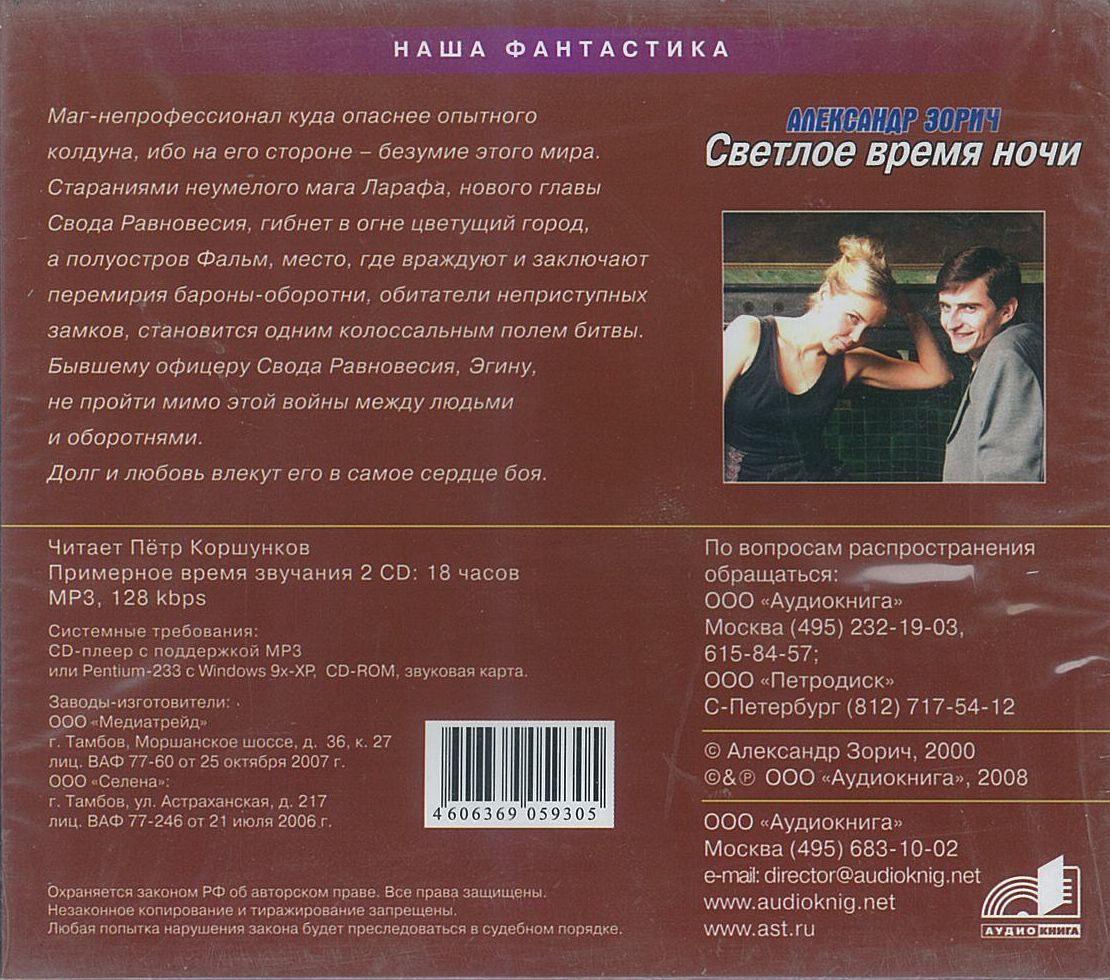 НАША ФАНТАСТИКА
Маг-непрофессионал куда опаснее опытного
колдуна, ибо на его стороне – безумие этого мира.
Стараниями неумелого мага Ларафа, нового главы
Свода Равновесия, гибнет в огне цветущий город,
а полуостров Фальм, место, где враждуют и заключают
перемирия бароны-оборотни, обитатели неприступных
замков, становится одним колоссальным полем битвы.
Бывшему офицеру Свода Равновесия, Эгину,
не пройти мимо этой войны между людьми
и оборотнями.
Долг и любовь влекут его в самое сердце боя.
АЛЕКСАНДР ЗОРИЧ
Светлое время ночи
Читает Пётр Коршунков
Примерное время звучания 2 CD: 18 часов
MP3, 128 kbps
Системные требования:
CD-плеер с поддержкой MP3
или Pentium-233 с Windows 9x-XP, CD-ROM, звуковая карта.
Заводы-изготовители:
ООО «Медиатрейд»
г. Тамбов, Моршанское шоссе, д. 36, к. 27
лиц. ВАФ 77-60 от 25 октября 2007 г.
ООО «Селена»:
г. Тамбов, ул. Астраханская, д. 217
лиц. ВАФ 77-246 от 21 июля 2006 г.
4 606369 059305
Охраняется законом РФ об авторском праве. Все права защищены.
Незаконное копирование и тиражирование запрещены.
Любая попытка нарушения закона будет преследоваться в судебном порядке.
По вопросам распространения
обращаться:
ООО «Аудиокнига»
Москва (495) 232-19-03,
615-84-57;
ООО «Петродиск»
С-Петербург (812) 717-54-12
© Александр Зорич, 2000
©&℗ ООО «Аудиокнига», 2008
ООО «Аудиокнига»
Москва (495) 683-10-02
e-mail: director@audioknig.net
www.audioknig.net
www.ast.ru
АУДИОКНИГА